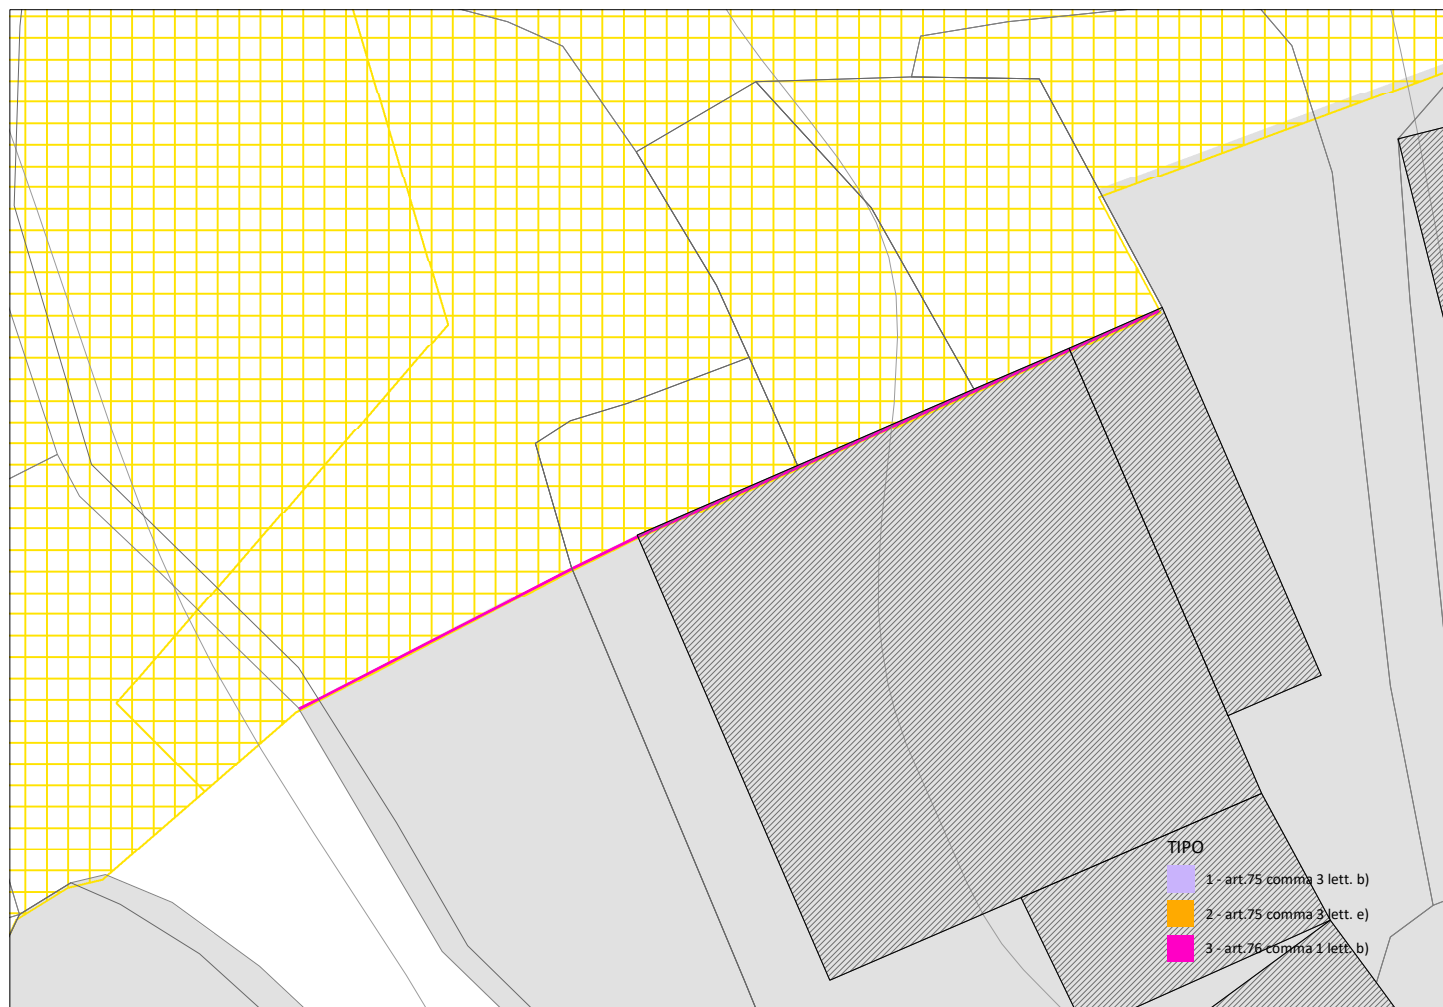 TIPO
1 - art.75 comma 3 lett. b)
2 - art.75 comma 3 lett. e)
3 - art.76 comma 1 lett. b)